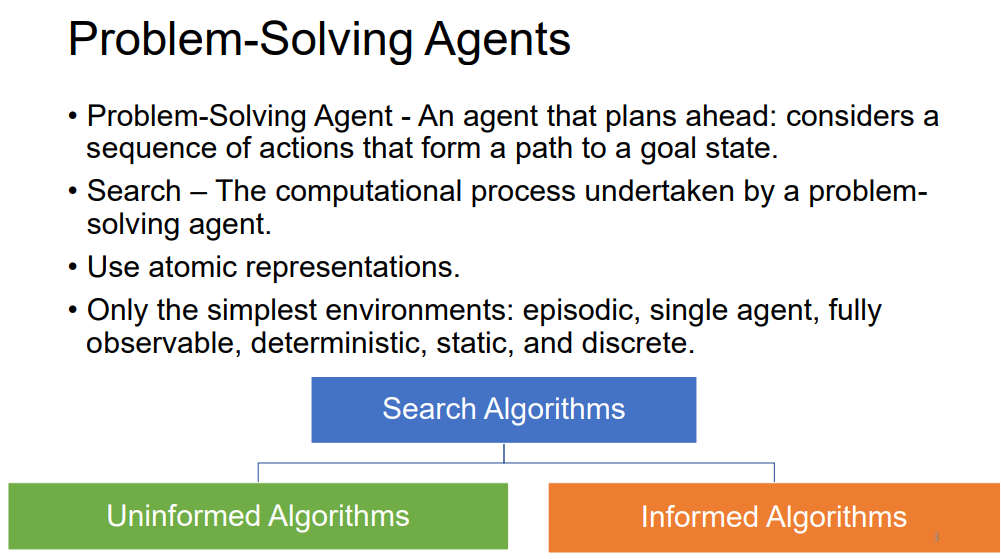 Problem-Solving Agents
• Problem-Solving Agent - An agent that plans ahead: considers a
sequence of actions that form a path to a goal state.
• Search – The computational process undertaken by a problem-
solving agent.
• Use atomic representations.
• Only the simplest environments: episodic, single agent, fully
observable, deterministic, static, and discrete.
Search Algorithms
Uninformed Algorithms
Informed Algorithms
3